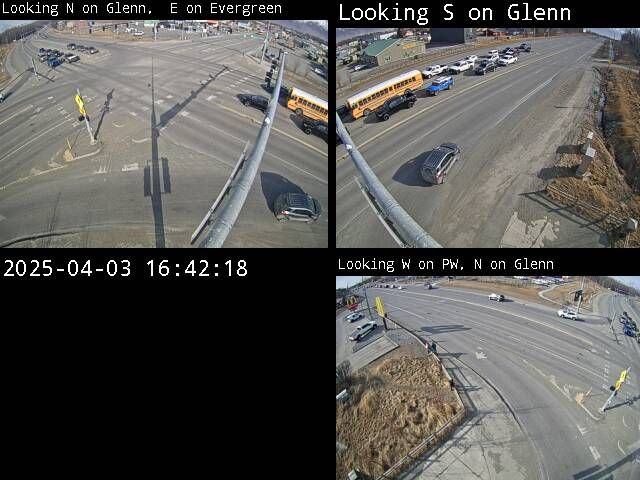 Looking N on Glenn,  E on Evergreen
Looking S on Glenn
2025-04-03 16:42:18
Looking W on PW, N on Glenn